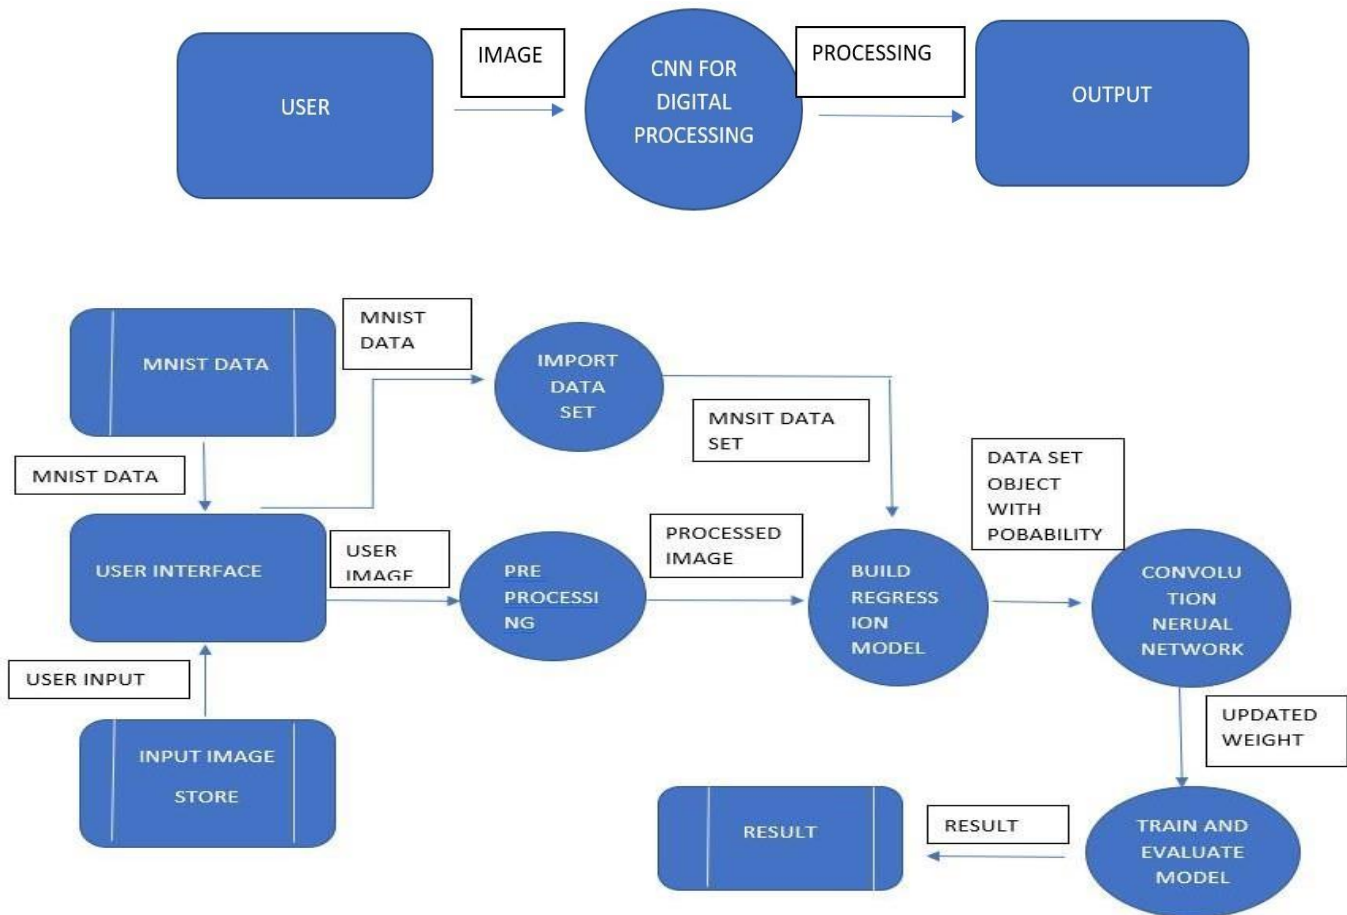 USER
IMAGE
CNN FOR
DIGITAL
PROCESSING
PROCESSING
OUTPUT
MNIST DATA
MNIST
DATA
IMPORT
DATA
SET
MNSIT DATA
SET
MNIST DATA
DATA SET
OBJECT
WITH
POBABILITY
USER INTERFACE
USER
IMAGE
PRE
PROCESSI
NG
PROCESSED
IMAGE
BUILD
REGRESS
ION
MODEL
CONVOLU
TION
NERUAL
NETWORK
USER INPUT
UPDATED
WEIGHT
INPUT IMAGE
STORE
RESULT
RESULT
TRAIN AND
EVALUATE
MODEL